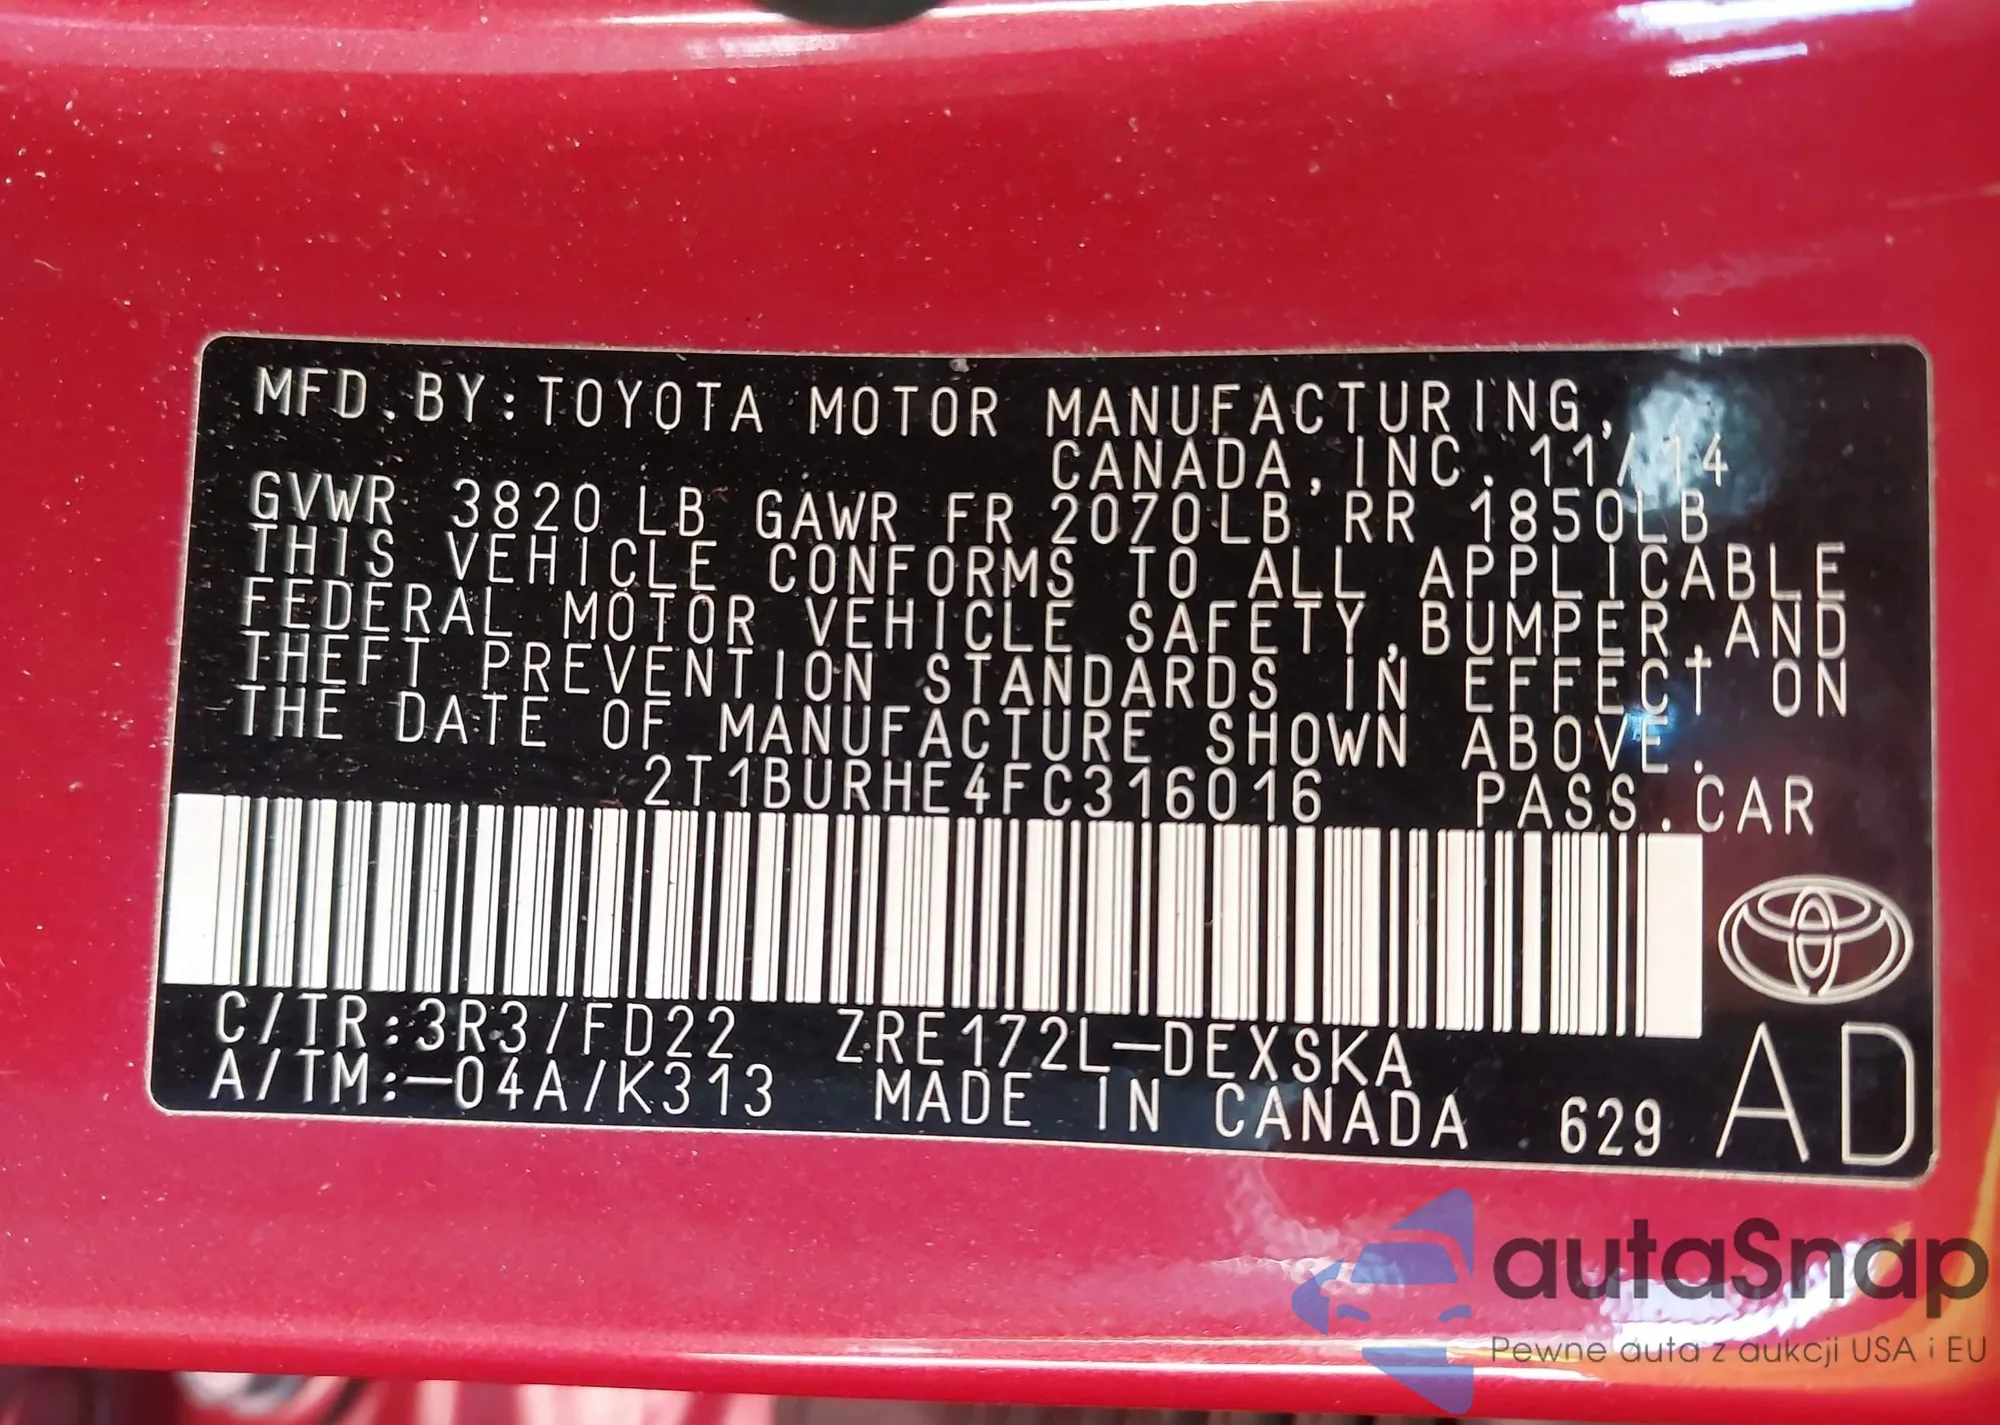 MFD.BY:TOYOTA MOTOR MANUFACTURING,
CANADA,INC. 11/14
GVWR 3820 LB GAWR FR 2070LB RR 1850LB
THIS VEHICLE CONFORMS TO ALL APPLICABLE
FEDERAL MOTOR VEHICLE SAFETY,BUMPER,AND
THEFT PREVENTION STANDARDS IN EFFECT ON
THE DATE OF MANUFACTURE SHOWN ABOVE.
2T1BURHE4FC316016 PASS.CAR
C/TR:3R3/FD22 ZRE172L-DEXSKA
A/TM:-04A/K313 MADE IN CANADA 629 AD
autaSnap
Pewne auta z aukcji USA i EU